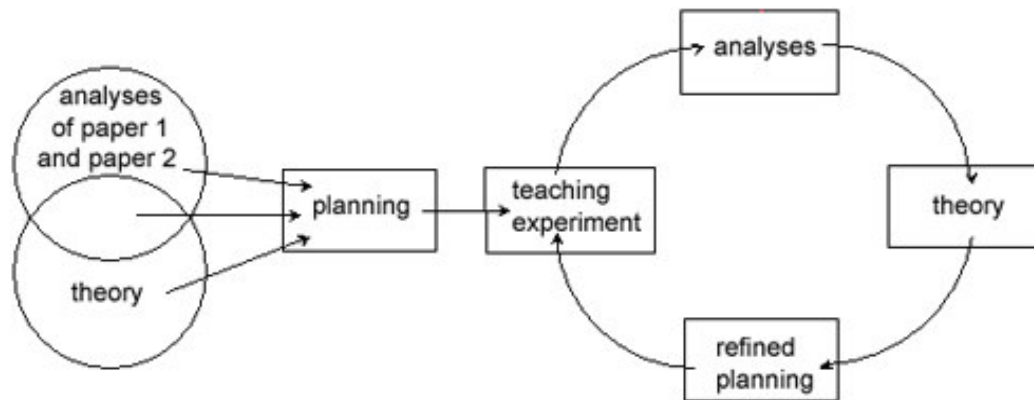 analyses
of paper 1
and paper 2
theory
planning
teaching
experiment
analyses
theory
refined
planning